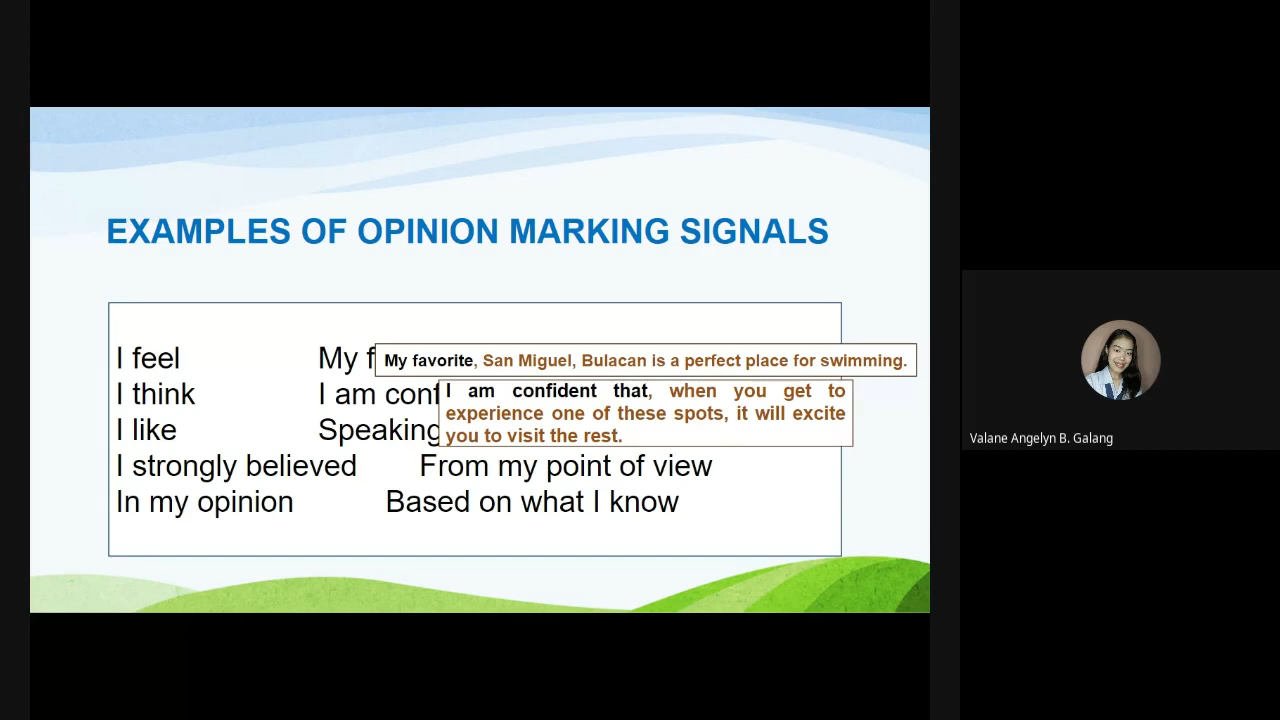 EXAMPLES OF OPINION MARKING SIGNALS
I feel My
My favorite, San Miguel, Bulacan is a perfect place for swimming.
I think I am
I am confident that, when you get to
experience one of these spots, it will excite
you to visit the rest.
I like Speaking
I strongly believed From my point of view
In my opinion Based on what I know
Valane Angelyn B. Galang